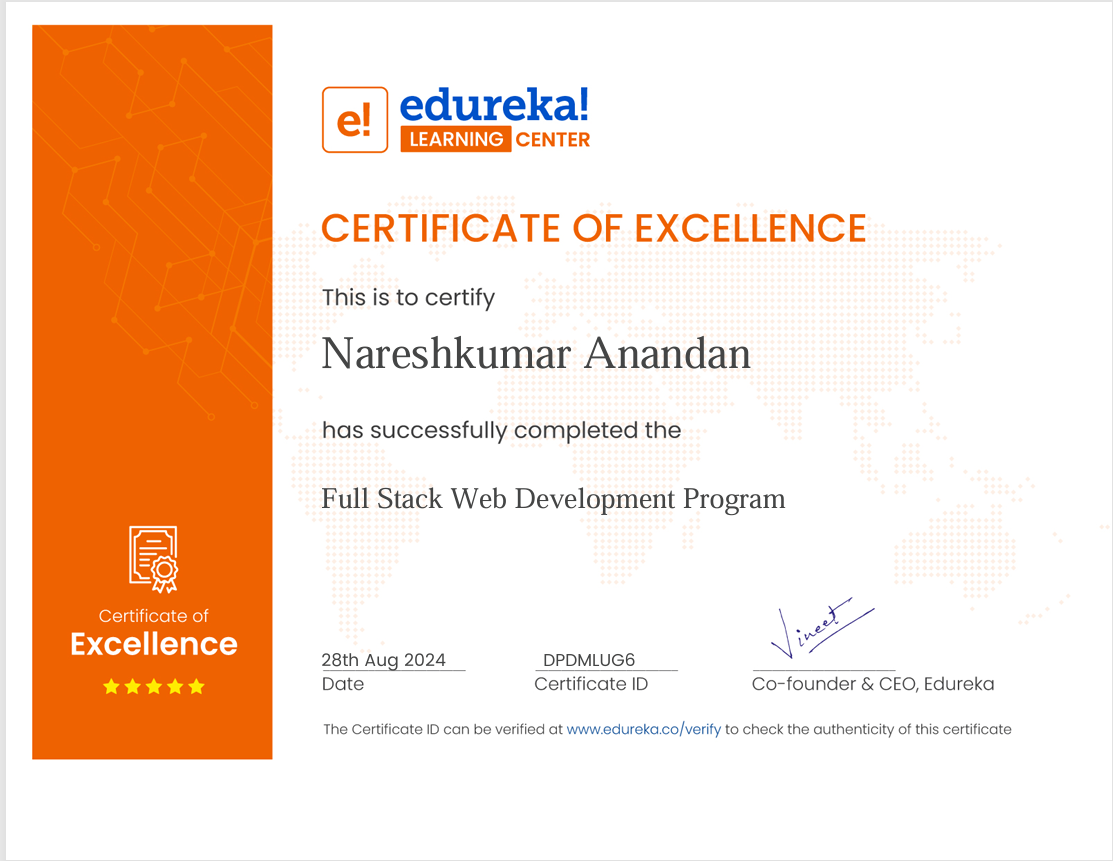 e! edureka!
LEARNING CENTER
CERTIFICATE OF EXCELLENCE
This is to certify
Nareshkumar Anandan
has successfully completed the
Full Stack Web Development Program
Certificate of
Excellence
Vineet
28th Aug 2024 DPDMLUG6
Date Certificate ID Co-founder & CEO, Edureka
The Certificate ID can be verified at www.edureka.co/verify to check the authenticity of this certificate